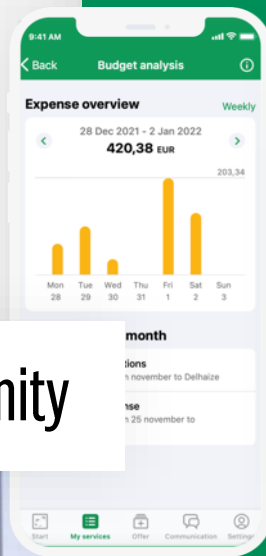 9:41 AM
Back Budget analysis
Expense overview Weekly
28 Dec 2021 - 2 Jan 2022
420,38 EUR
203,34
Mon Tue Wed Thu Fri Sat Sun
28 29 30 31 1 2 3
month
tions
november to Delhaize
nity
nse
25 november to
Start My services Offer Communication Settings